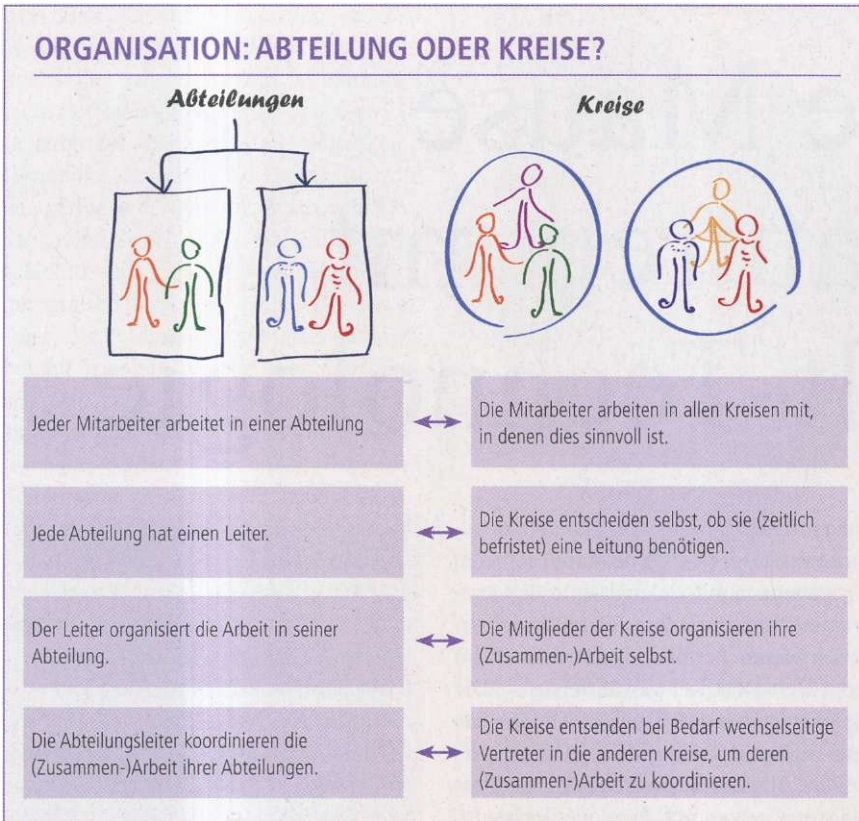 ORGANISATION: ABTEILUNG ODER KREISE?
Abteilungen
Kreise
Jeder Mitarbeiter arbeitet in einer Abteilung
Die Mitarbeiter arbeiten in allen Kreisen mit,
in denen dies sinnvoll ist.
Jede Abteilung hat einen Leiter.
Die Kreise entscheiden selbst, ob sie (zeitlich
befristet) eine Leitung benötigen.
Der Leiter organisiert die Arbeit in seiner
Abteilung.
Die Mitglieder der Kreise organisieren ihre
(Zusammen-)Arbeit selbst.
Die Abteilungsleiter koordinieren die
(Zusammen-)Arbeit ihrer Abteilungen.
Die Kreise entsenden bei Bedarf wechselseitige
Vertreter in die anderen Kreise, um deren
(Zusammen-)Arbeit zu koordinieren.